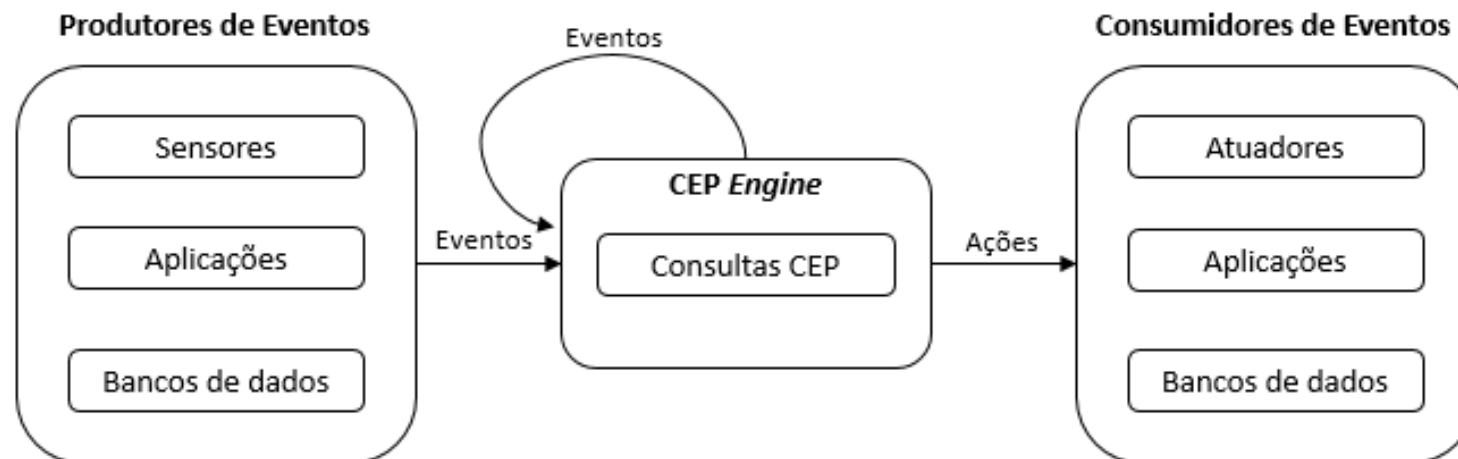 Produtores de Eventos
Sensores
Aplicações
Bancos de dados
Eventos
Eventos
CEP Engine
Consultas CEP
Ações
Consumidores de Eventos
Atuadores
Aplicações
Bancos de dados